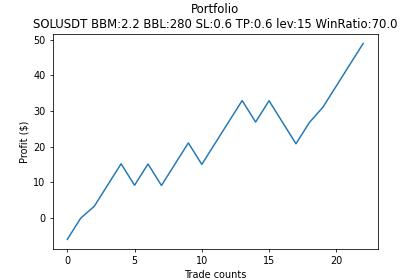 Portfolio
SOLUSDT BBM:2.2 BBL:280 SL:0.6 TP:0.6 lev:15 WinRatio:70.0
50
40
30
20
10
0
Profit ($)
0 5 10 15 20
Trade counts